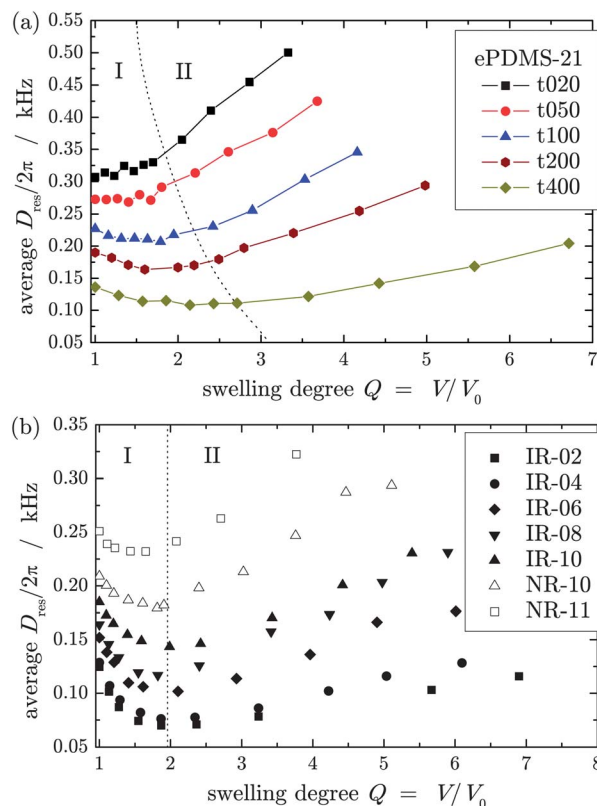 (a)
I
II
ePDMS-21
t020
t050
t100
t200
t400
0.55
0.50
0.45
0.40
0.35
0.30
0.25
0.20
0.15
0.10
0.05
average D_res/2π / kHz
1 2 3 4 5 6 7
swelling degree Q = V/V_0
(b)
I
II
IR-02
IR-04
IR-06
IR-08
IR-10
NR-10
NR-11
0.35
0.30
0.25
0.20
0.15
0.10
0.05
average D_res/2π / kHz
1 2 3 4 5 6 7 8
swelling degree Q = V/V_0